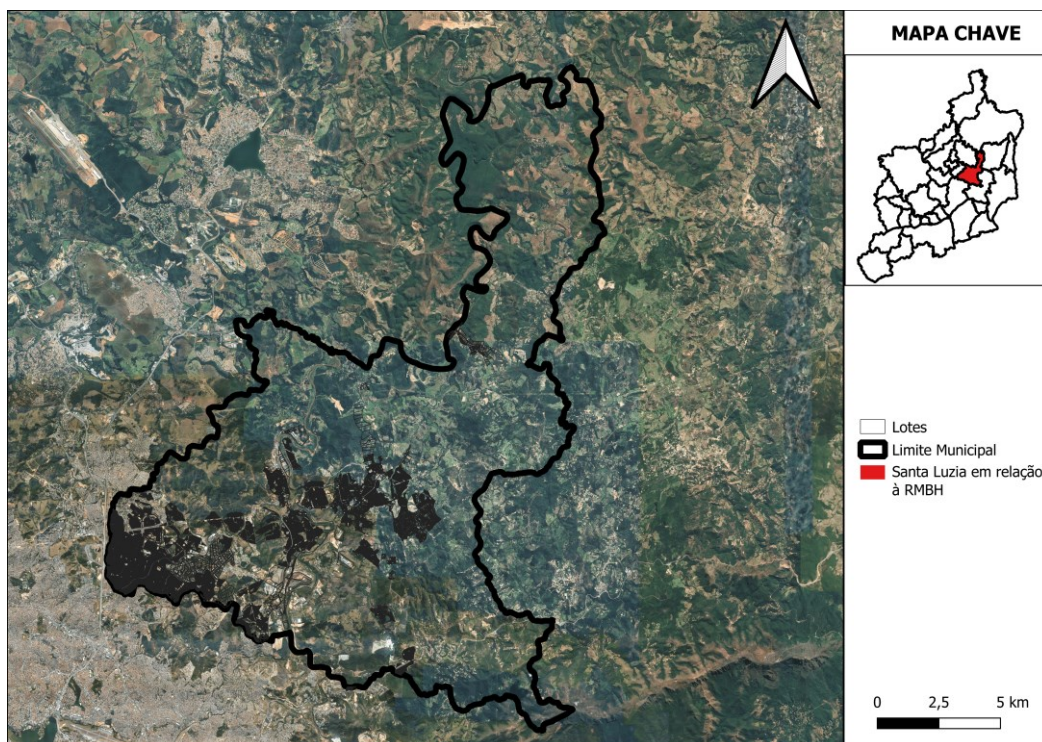 MAPA CHAVE
Lotes
Limite Municipal
Santa Luzia em relação
à RMBH
0 2,5 5 km